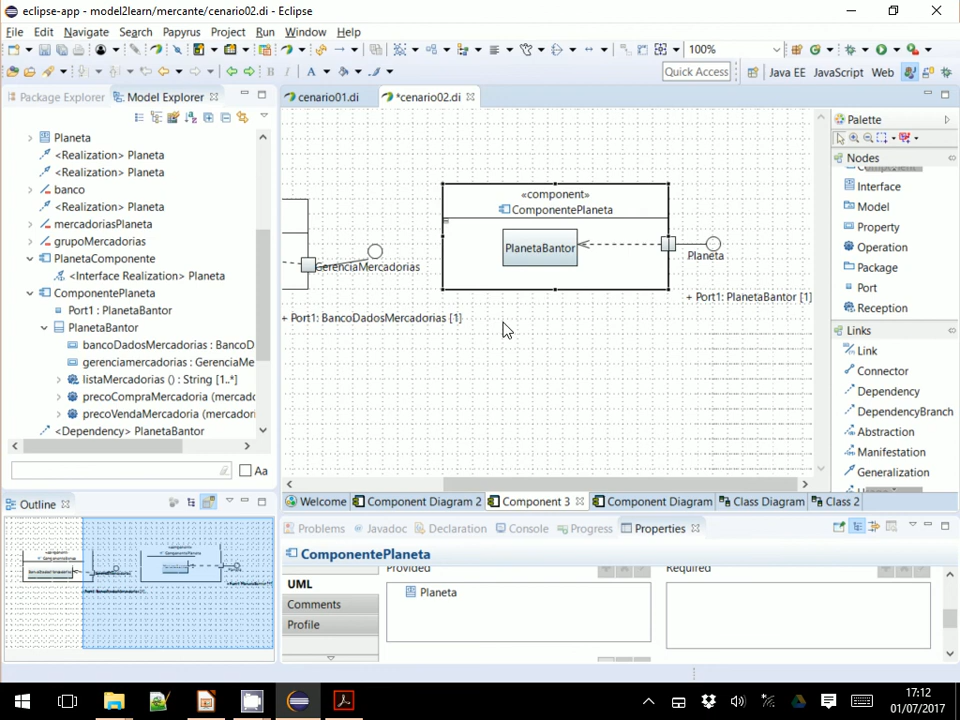 eclipse-app - model2learn/mercante/cenario02.di - Eclipse
File Edit Navigate Search Papyrus Project Run Window Help
100%
Quick Access
Java EE JavaScript Web
Package Explorer
Model Explorer
cenario01.di
*cenario02.di
Palette
Planeta
<Realization> Planeta
<Realization> Planeta
banco
<Realization> Planeta
mercadoriasPlaneta
grupoMercadorias
PlanetaComponente
<Interface Realization> Planeta
ComponentePlaneta
Port1 : PlanetaBantor
PlanetaBantor
bancoDadosMercadorias : BancoD
gerenciamercadorias : GerenciaMe
listaMercadorias () : String [1..*]
precoCompraMercadoria (mercado
precoVendaMercadoria (mercador
<Dependency> PlanetaBantor
Aa
«component»
ComponentePlaneta
PlanetaBantor
Planeta
GerenciaMercadorias
+ Port1: PlanetaBantor [1]
+ Port1: BancoDadosMercadorias [1]
Nodes
Interface
Model
Property
Operation
Package
Port
Reception
Links
Link
Connector
Dependency
DependencyBranch
Abstraction
Manifestation
Generalization
Welcome
Component Diagram 2
Component 3
Component Diagram
Class Diagram
Class 2
Outline
Problems
Javadoc
Declaration
Console
Progress
Properties
ComponentePlaneta
UML
Comments
Profile
Provided
Planeta
Required
17:12
01/07/2017